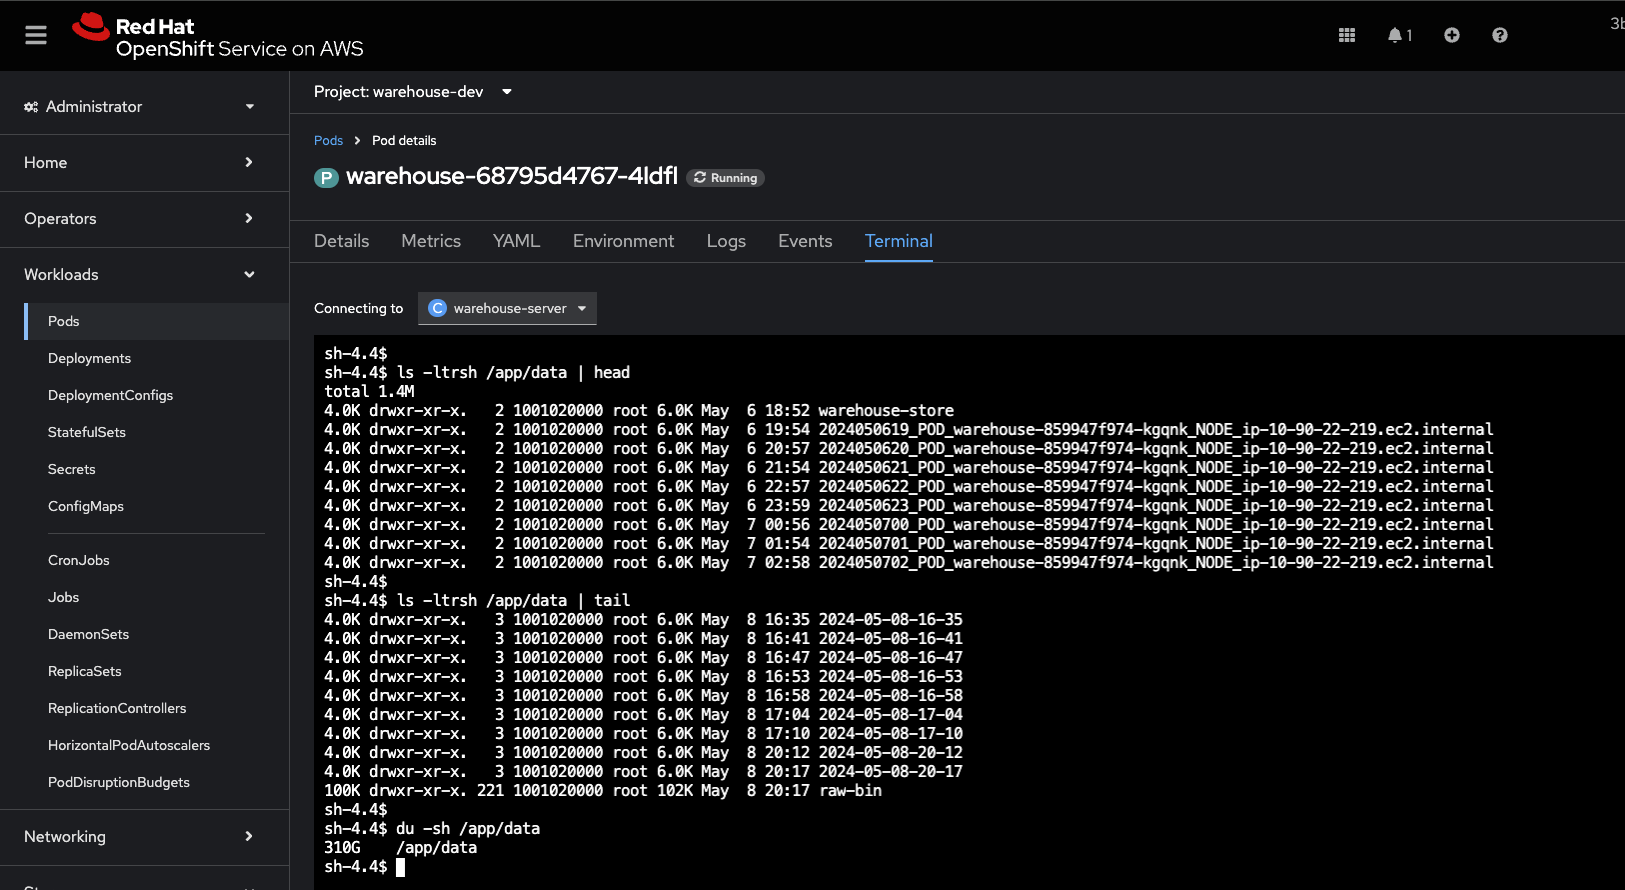 Red Hat
OpenShift Service on AWS
1
Administrator
Home
Operators
Workloads
Pods
Deployments
DeploymentConfigs
StatefulSets
Secrets
ConfigMaps
CronJobs
Jobs
DaemonSets
ReplicaSets
ReplicationControllers
HorizontalPodAutoscalers
PodDisruptionBudgets
Networking
Project: warehouse-dev
Pods > Pod details
P warehouse-68795d4767-4ldfl Running
Details Metrics YAML Environment Logs Events Terminal
Connecting to C warehouse-server
sh-4.4$
sh-4.4$ ls -ltrsh /app/data | head
total 1.4M
4.0K drwxr-xr-x. 2 1001020000 root 6.0K May 6 18:52 warehouse-store
4.0K drwxr-xr-x. 2 1001020000 root 6.0K May 6 19:54 2024050619_POD_warehouse-859947f974-kgqnk_NODE_ip-10-90-22-219.ec2.internal
4.0K drwxr-xr-x. 2 1001020000 root 6.0K May 6 20:57 2024050620_POD_warehouse-859947f974-kgqnk_NODE_ip-10-90-22-219.ec2.internal
4.0K drwxr-xr-x. 2 1001020000 root 6.0K May 6 21:54 2024050621_POD_warehouse-859947f974-kgqnk_NODE_ip-10-90-22-219.ec2.internal
4.0K drwxr-xr-x. 2 1001020000 root 6.0K May 6 22:57 2024050622_POD_warehouse-859947f974-kgqnk_NODE_ip-10-90-22-219.ec2.internal
4.0K drwxr-xr-x. 2 1001020000 root 6.0K May 6 23:59 2024050623_POD_warehouse-859947f974-kgqnk_NODE_ip-10-90-22-219.ec2.internal
4.0K drwxr-xr-x. 2 1001020000 root 6.0K May 7 00:56 2024050700_POD_warehouse-859947f974-kgqnk_NODE_ip-10-90-22-219.ec2.internal
4.0K drwxr-xr-x. 2 1001020000 root 6.0K May 7 01:54 2024050701_POD_warehouse-859947f974-kgqnk_NODE_ip-10-90-22-219.ec2.internal
4.0K drwxr-xr-x. 2 1001020000 root 6.0K May 7 02:58 2024050702_POD_warehouse-859947f974-kgqnk_NODE_ip-10-90-22-219.ec2.internal
sh-4.4$
sh-4.4$ ls -ltrsh /app/data | tail
4.0K drwxr-xr-x. 3 1001020000 root 6.0K May 8 16:35 2024-05-08-16-35
4.0K drwxr-xr-x. 3 1001020000 root 6.0K May 8 16:41 2024-05-08-16-41
4.0K drwxr-xr-x. 3 1001020000 root 6.0K May 8 16:47 2024-05-08-16-47
4.0K drwxr-xr-x. 3 1001020000 root 6.0K May 8 16:53 2024-05-08-16-53
4.0K drwxr-xr-x. 3 1001020000 root 6.0K May 8 16:58 2024-05-08-16-58
4.0K drwxr-xr-x. 3 1001020000 root 6.0K May 8 17:04 2024-05-08-17-04
4.0K drwxr-xr-x. 3 1001020000 root 6.0K May 8 17:10 2024-05-08-17-10
4.0K drwxr-xr-x. 3 1001020000 root 6.0K May 8 20:12 2024-05-08-20-12
4.0K drwxr-xr-x. 3 1001020000 root 6.0K May 8 20:17 2024-05-08-20-17
100K drwxr-xr-x. 221 1001020000 root 102K May 8 20:17 raw-bin
sh-4.4$
sh-4.4$ du -sh /app/data
310G /app/data
sh-4.4$